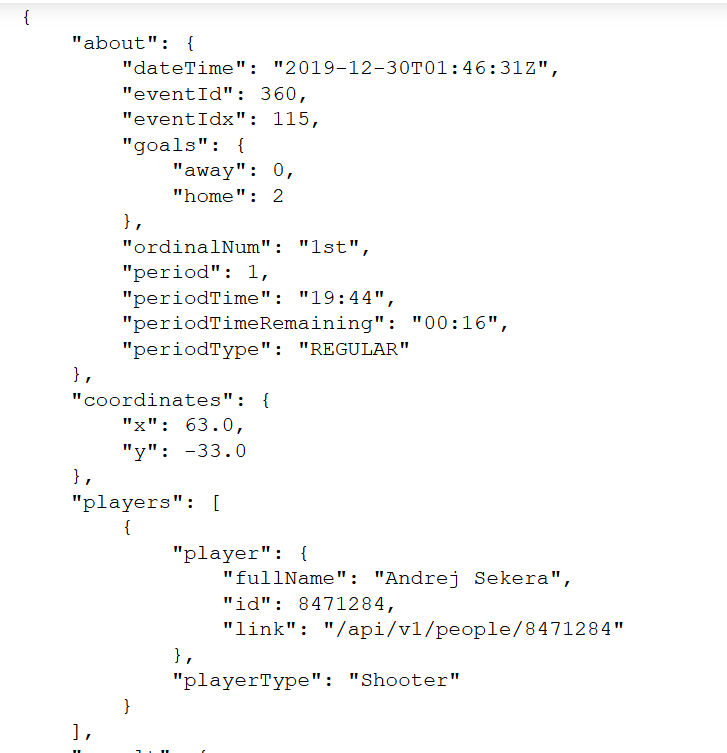 {
    "about": {
        "dateTime": "2019-12-30T01:46:31Z",
        "eventId": 360,
        "eventIdx": 115,
        "goals": {
            "away": 0,
            "home": 2
        },
        "ordinalNum": "1st",
        "period": 1,
        "periodTime": "19:44",
        "periodTimeRemaining": "00:16",
        "periodType": "REGULAR"
    },
    "coordinates": {
        "x": 63.0,
        "y": -33.0
    },
    "players": [
        {
            "player": {
                "fullName": "Andrej Sekera",
                "id": 8471284,
                "link": "/api/v1/people/8471284"
            },
            "playerType": "Shooter"
        }
    ],